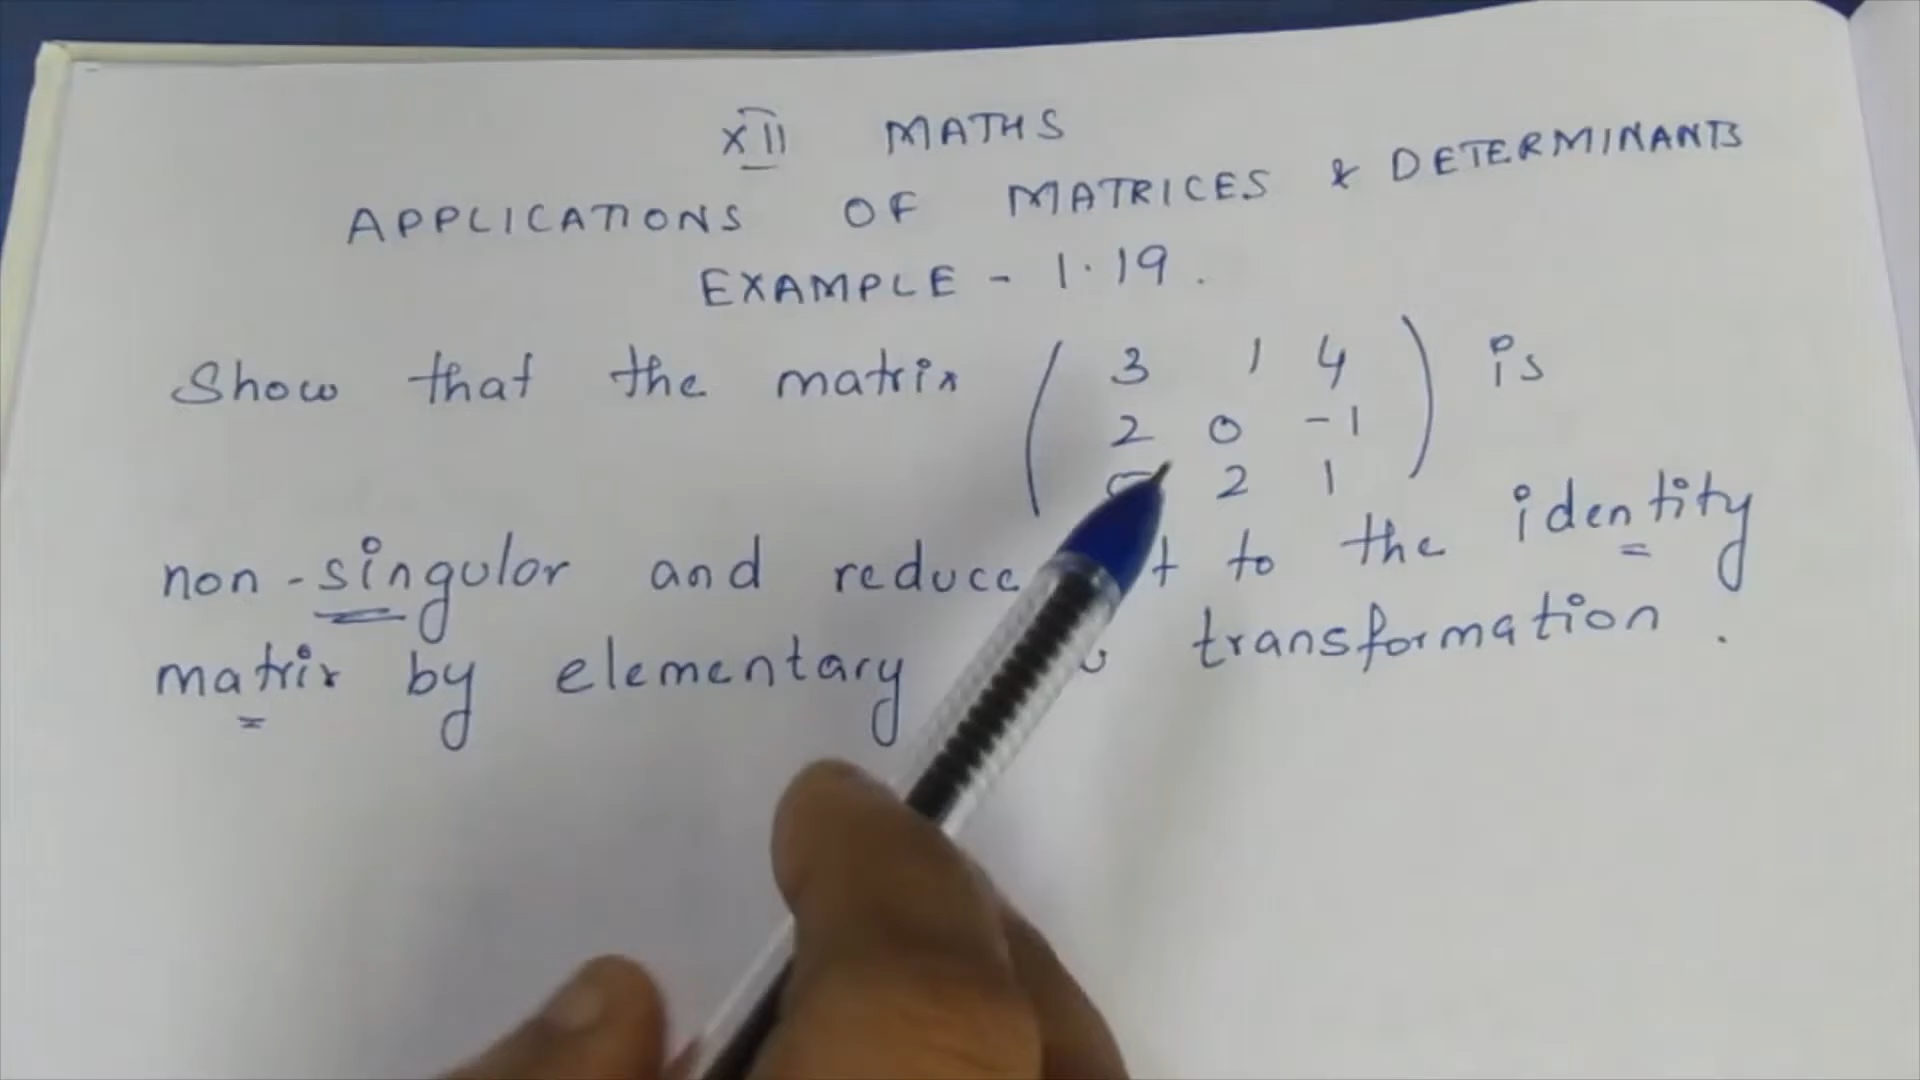 XII MATHS
APPLICATIONS OF MATRICES & DETERMINANTS
EXAMPLE - 1.19.
Show that the matrix ( 3 1 4 ) is
2 0 -1
2 1
non-singular and reduce to the identity
matrix by elementary transformation.